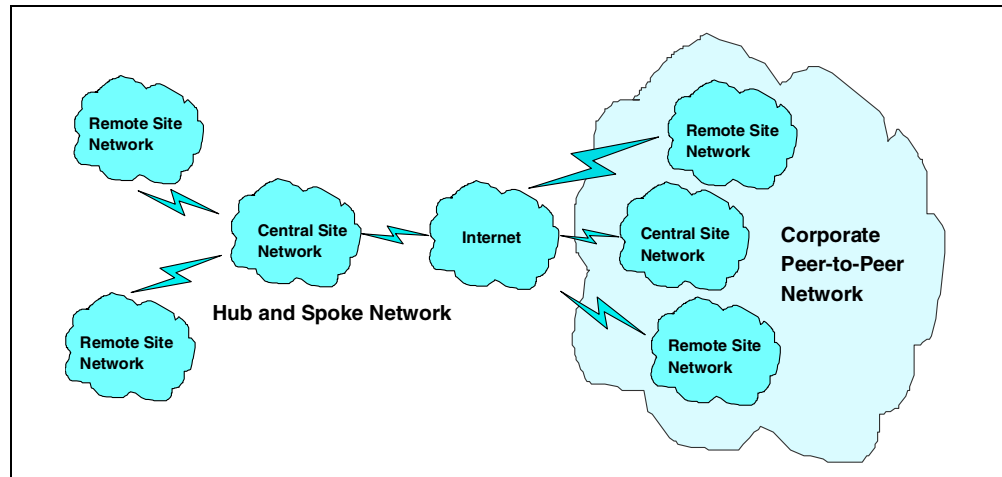 Remote Site
Network
Central Site
Network
Remote Site
Network
Hub and Spoke Network
Internet
Remote Site
Network
Central Site
Network
Remote Site
Network
Corporate
Peer-to-Peer
Network